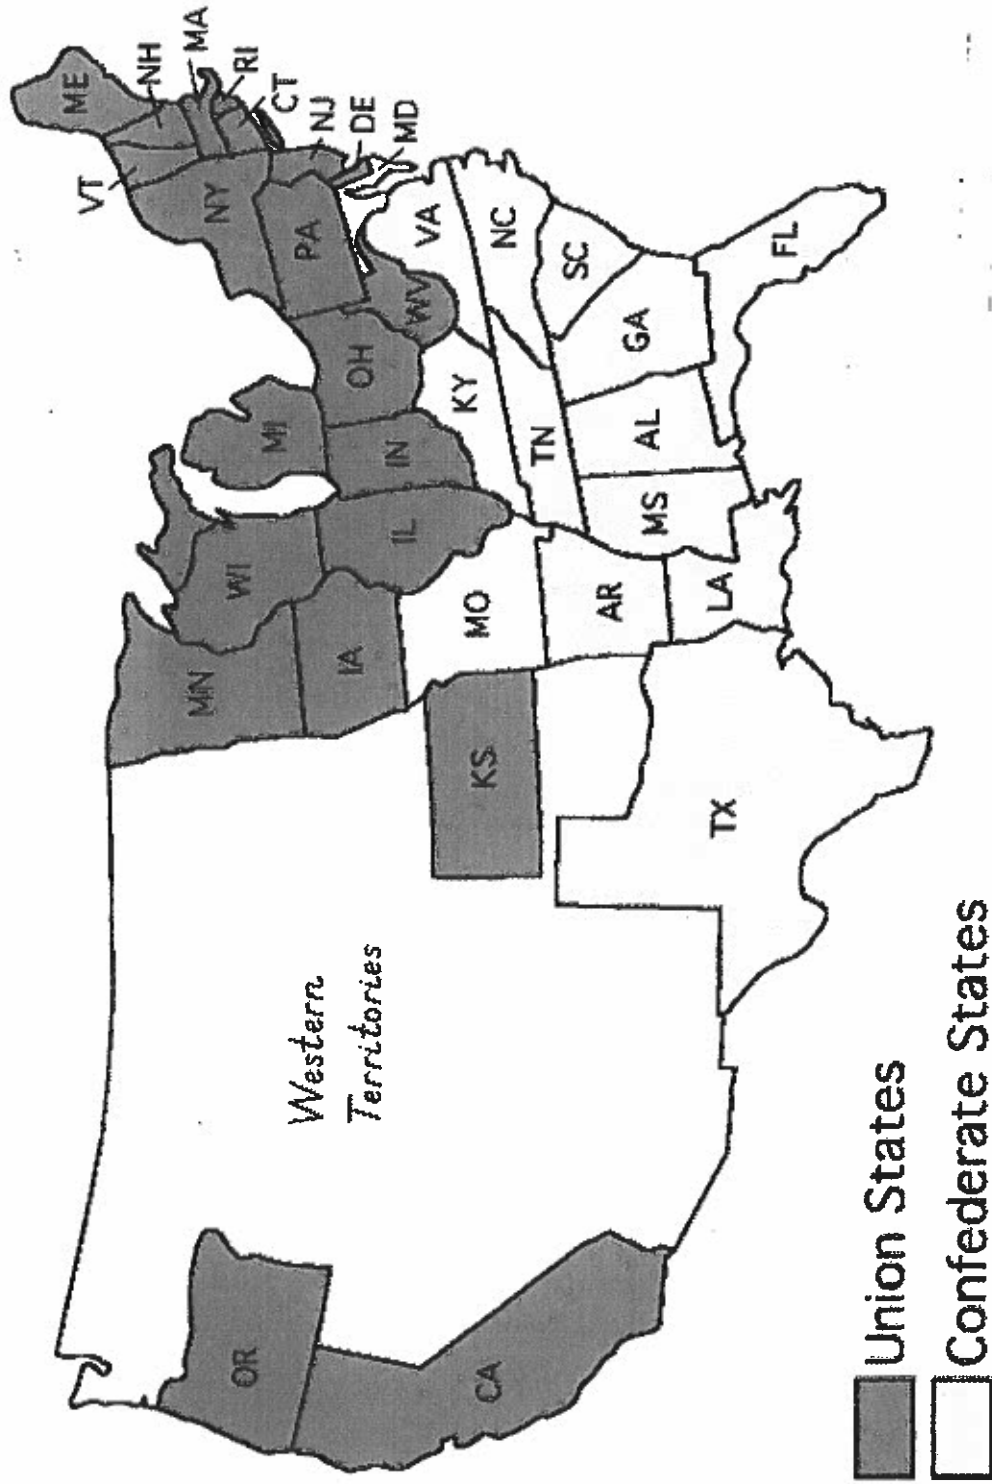 ME
VT
NH
MA
RI
CT
NY
NJ
PA
DE
MD
MI
WI
MN
OH
WV
VA
IN
IL
IA
KY
NC
MO
KS
TN
SC
OR
CA
AR
MS
AL
GA
LA
TX
FL
Western
Territories
Union States
Confederate States